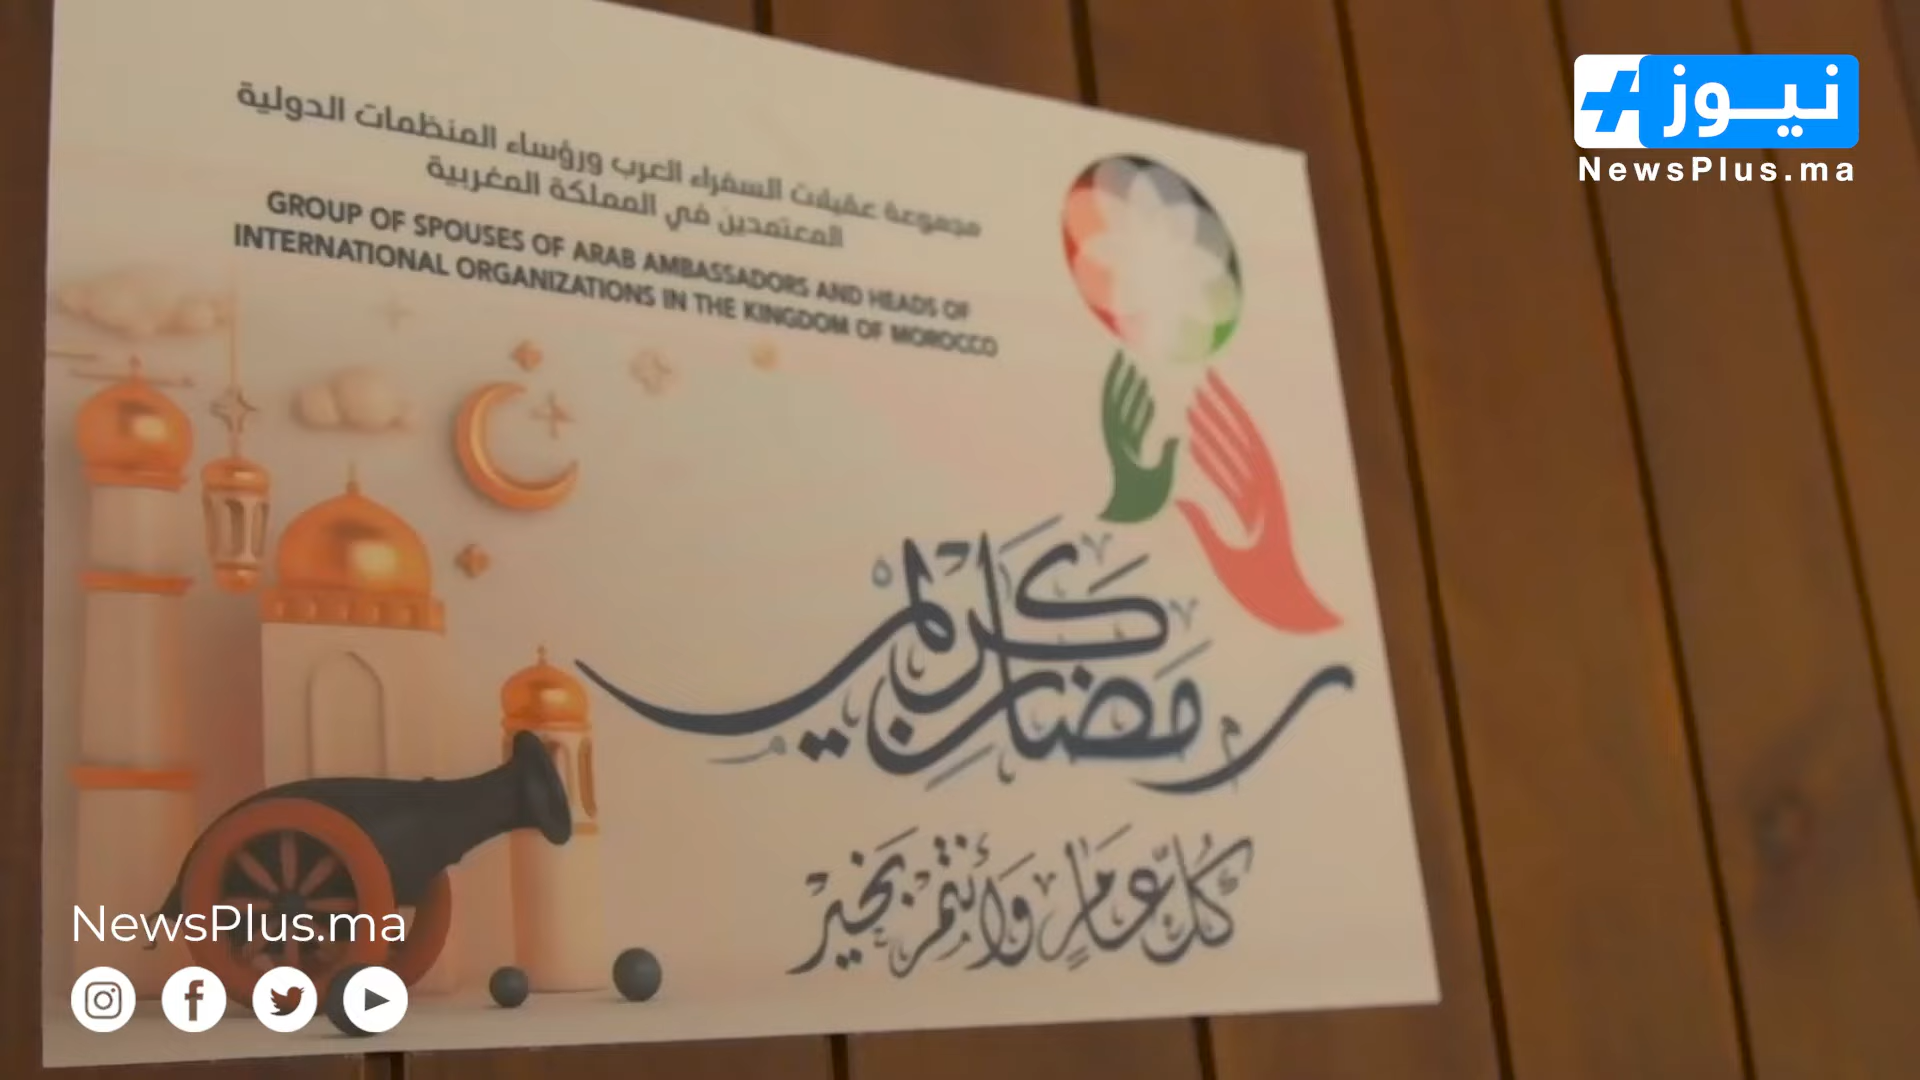 مجموعة عقيلات السفراء العرب ورؤساء المنظمات الدولية
المعتمدين في المملكة المغربية
GROUP OF SPOUSES OF ARAB AMBASSADORS AND HEADS OF
INTERNATIONAL ORGANIZATIONS IN THE KINGDOM OF MOROCCO
نيوز
NewsPlus.ma
رمضان كريم
كل عام وأنتم بخير
NewsPlus.ma